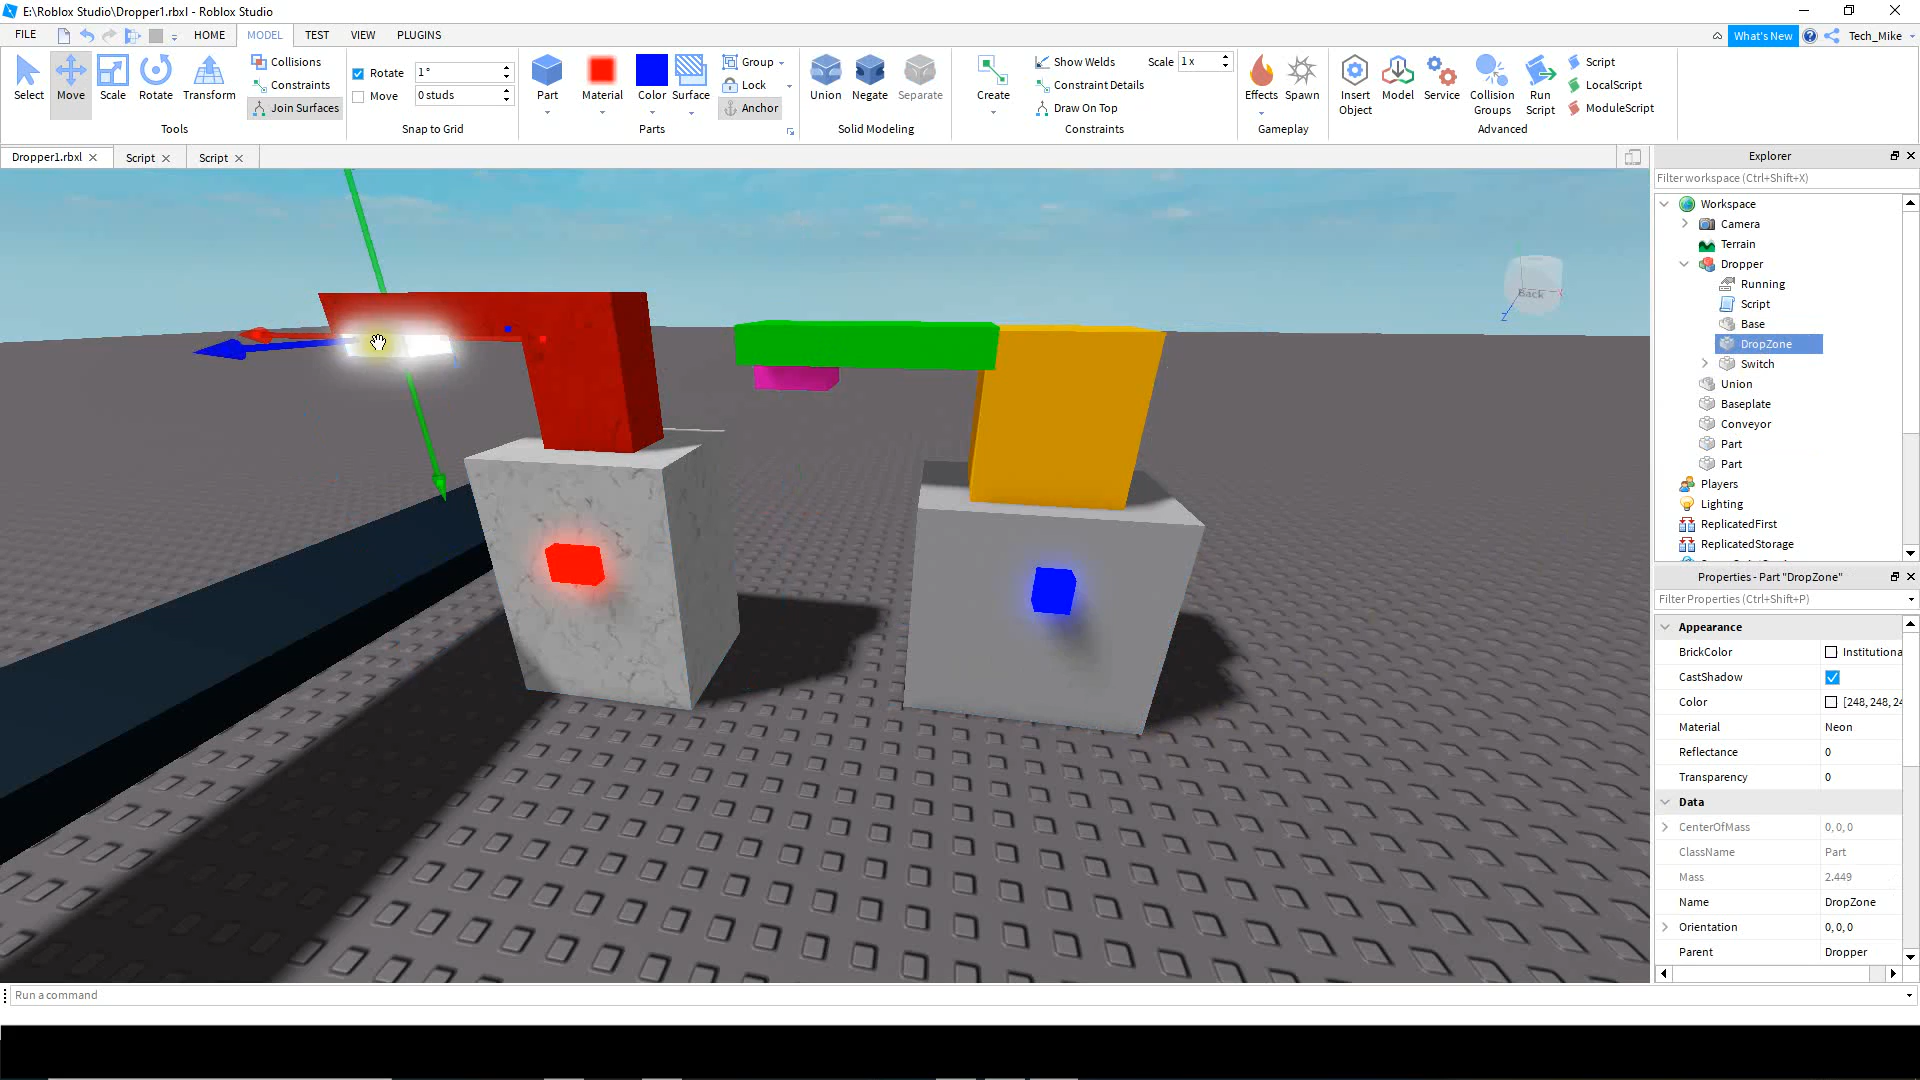 E:\Roblox Studio\Dropper1.rbxl - Roblox Studio
FILE HOME MODEL TEST VIEW PLUGINS What's New Tech_Mike
Select Move Scale Rotate Transform
Collisions
Constraints
Join Surfaces
Tools
Rotate 1°
Move 0 studs
Snap to Grid
Part Material Color Surface
Group
Lock
Anchor
Parts
Union Negate Separate
Solid Modeling
Create
Show Welds Scale 1 x
Constraint Details
Draw On Top
Constraints
Effects Spawn
Gameplay
Insert Object Model Service Collision Groups Run Script
Script
LocalScript
ModuleScript
Advanced
Dropper1.rbxl Script Script
Back
Z
Explorer
Filter workspace (Ctrl+Shift+X)
Workspace
Camera
Terrain
Dropper
Running
Script
Base
DropZone
Switch
Union
Baseplate
Conveyor
Part
Part
Players
Lighting
ReplicatedFirst
ReplicatedStorage
Properties - Part "DropZone"
Filter Properties (Ctrl+Shift+P)
Appearance
BrickColor Instituciona
CastShadow
Color [248, 248, 24
Material Neon
Reflectance 0
Transparency 0
Data
CenterOfMass 0, 0, 0
ClassName Part
Mass 2.449
Name DropZone
Orientation 0, 0, 0
Parent Dropper
Run a command